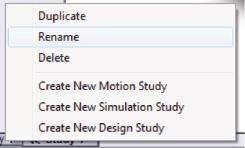 Duplicate
Rename
Delete
Create New Motion Study
Create New Simulation Study
Create New Design Study